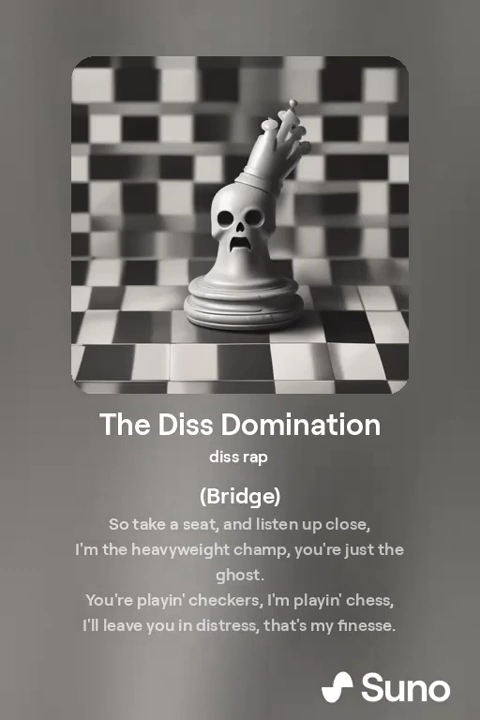 The Diss Domination
diss rap
(Bridge)
So take a seat, and listen up close,
I'm the heavyweight champ, you're just the
ghost.
You're playin' checkers, I'm playin' chess,
I'll leave you in distress, that's my finesse.
Suno